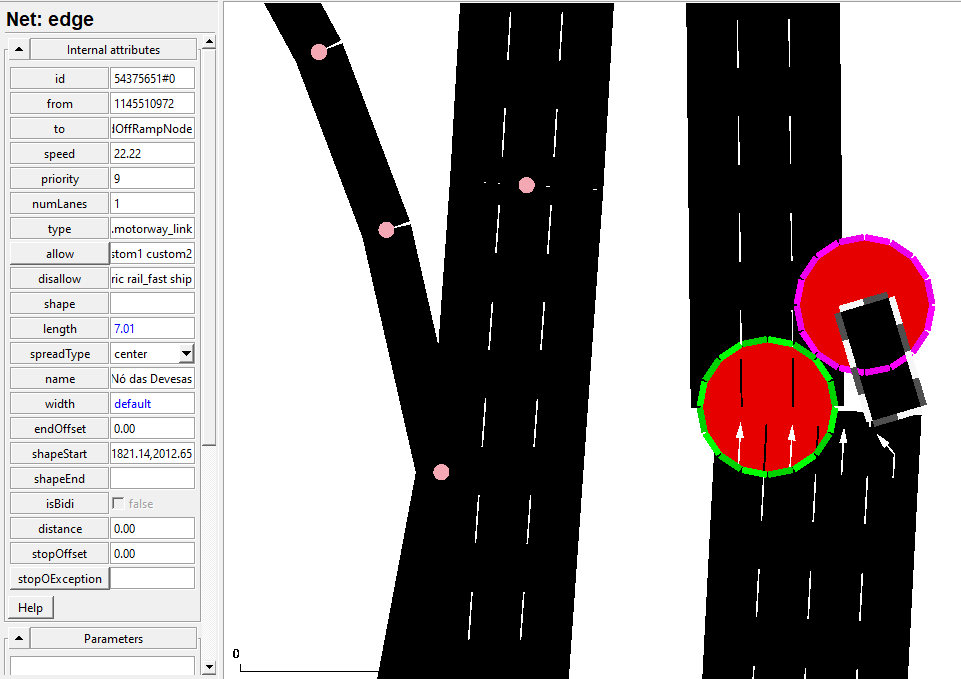 Net: edge
Internal attributes
id 54375651#0
from 1145510972
to dOffRampNode
speed 22.22
priority 9
numLanes 1
type .motorway_link
allow stom1 custom2
disallow ric rail_fast ship
shape
length 7.01
spreadType center
name Nó das Devesas
width default
endOffset 0.00
shapeStart 1821.14,2012.65
shapeEnd
isBidi false
distance 0.00
stopOffset 0.00
stopOException
Help
Parameters
0